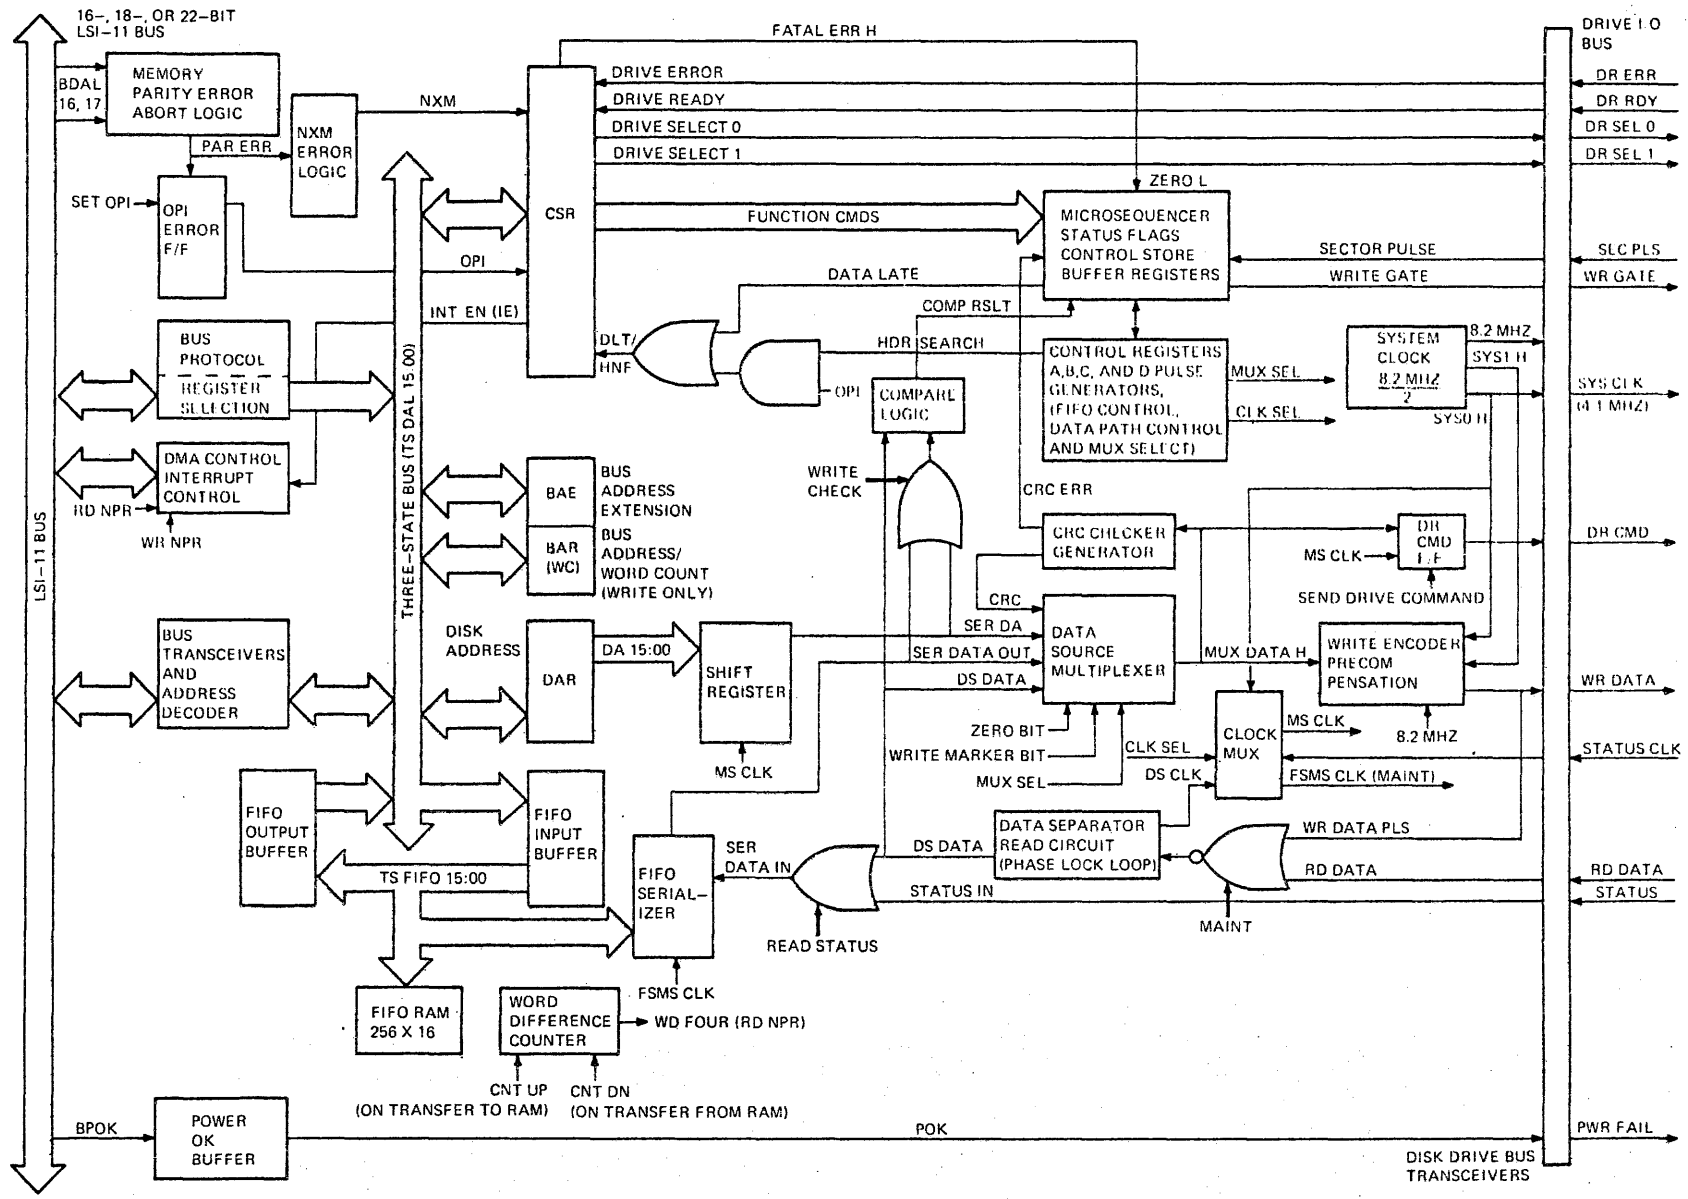 16-, 18-, OR 22-BIT
LSI-11 BUS
BDAL
16, 17
MEMORY
PARITY ERROR
ABORT LOGIC
PAR ERR
NXM
ERROR
LOGIC
NXM
SET OPI
OPI
ERROR
F/F
OPI
INT EN (IE)
BUS
PROTOCOL
REGISTER
SELECTION
DMA CONTROL
INTERRUPT
CONTROL
RD NPR
WR NPR
LSI-11 BUS
THREE-STATE BUS (TS DAL 15:00)
BUS
TRANSCEIVERS
AND
ADDRESS
DECODER
FIFO
OUTPUT
BUFFER
FIFO
INPUT
BUFFER
TS FIFO 15:00
FIFO RAM
256 X 16
WORD
DIFFERENCE
COUNTER
WD FOUR (RD NPR)
CNT UP
(ON TRANSFER TO RAM)
CNT DN
(ON TRANSFER FROM RAM)
BPOK
POWER
OK
BUFFER
POK
FATAL ERR H
CSR
DRIVE ERROR
DRIVE READY
DRIVE SELECT 0
DRIVE SELECT 1
FUNCTION CMDS
ZERO L
MICROSEQUENCER
STATUS FLAGS
CONTROL STORE
BUFFER REGISTERS
SECTOR PULSE
WRITE GATE
DATA LATE
COMP RSLT
DLT/
HNF
HDR SEARCH
OPI
COMPARE
LOGIC
CONTROL REGISTERS
A,B,C, AND D PULSE
GENERATORS,
(FIFO CONTROL,
DATA PATH CONTROL
AND MUX SELECT)
MUX SEL
CLK SEL
SYSTEM
CLOCK
8.2 MHZ
2
8.2 MHZ
SYS1 H
SYS0 H
BAE
BUS
ADDRESS
EXTENSION
BAR
(WC)
BUS
ADDRESS/
WORD COUNT
(WRITE ONLY)
WRITE
CHECK
CRC ERR
CRC CHECKER
GENERATOR
CRC
DR
CMD
F/F
MS CLK
SEND DRIVE COMMAND
DISK
ADDRESS
DAR
DA 15:00
SHIFT
REGISTER
MS CLK
SER DA
SER DATA OUT
DS DATA
DATA
SOURCE
MULTIPLEXER
ZERO BIT
WRITE MARKER BIT
MUX SEL
MUX DATA H
WRITE ENCODER
PRECOM
PENSATION
8.2 MHZ
CLOCK
MUX
CLK SEL
DS CLK
MS CLK
FSMS CLK (MAINT)
FIFO
SERIAL-
IZER
FSMS CLK
SER
DATA IN
READ STATUS
DS DATA
STATUS IN
DATA SEPARATOR
READ CIRCUIT
(PHASE LOCK LOOP)
WR DATA PLS
RD DATA
MAINT
DRIVE I.O
BUS
DR ERR
DR RDY
DR SEL 0
DR SEL 1
SLC PLS
WR GATE
SYS CLK
(4.1 MHZ)
DR CMD
WR DATA
STATUS CLK
RD DATA
STATUS
PWR FAIL
DISK DRIVE BUS
TRANSCEIVERS